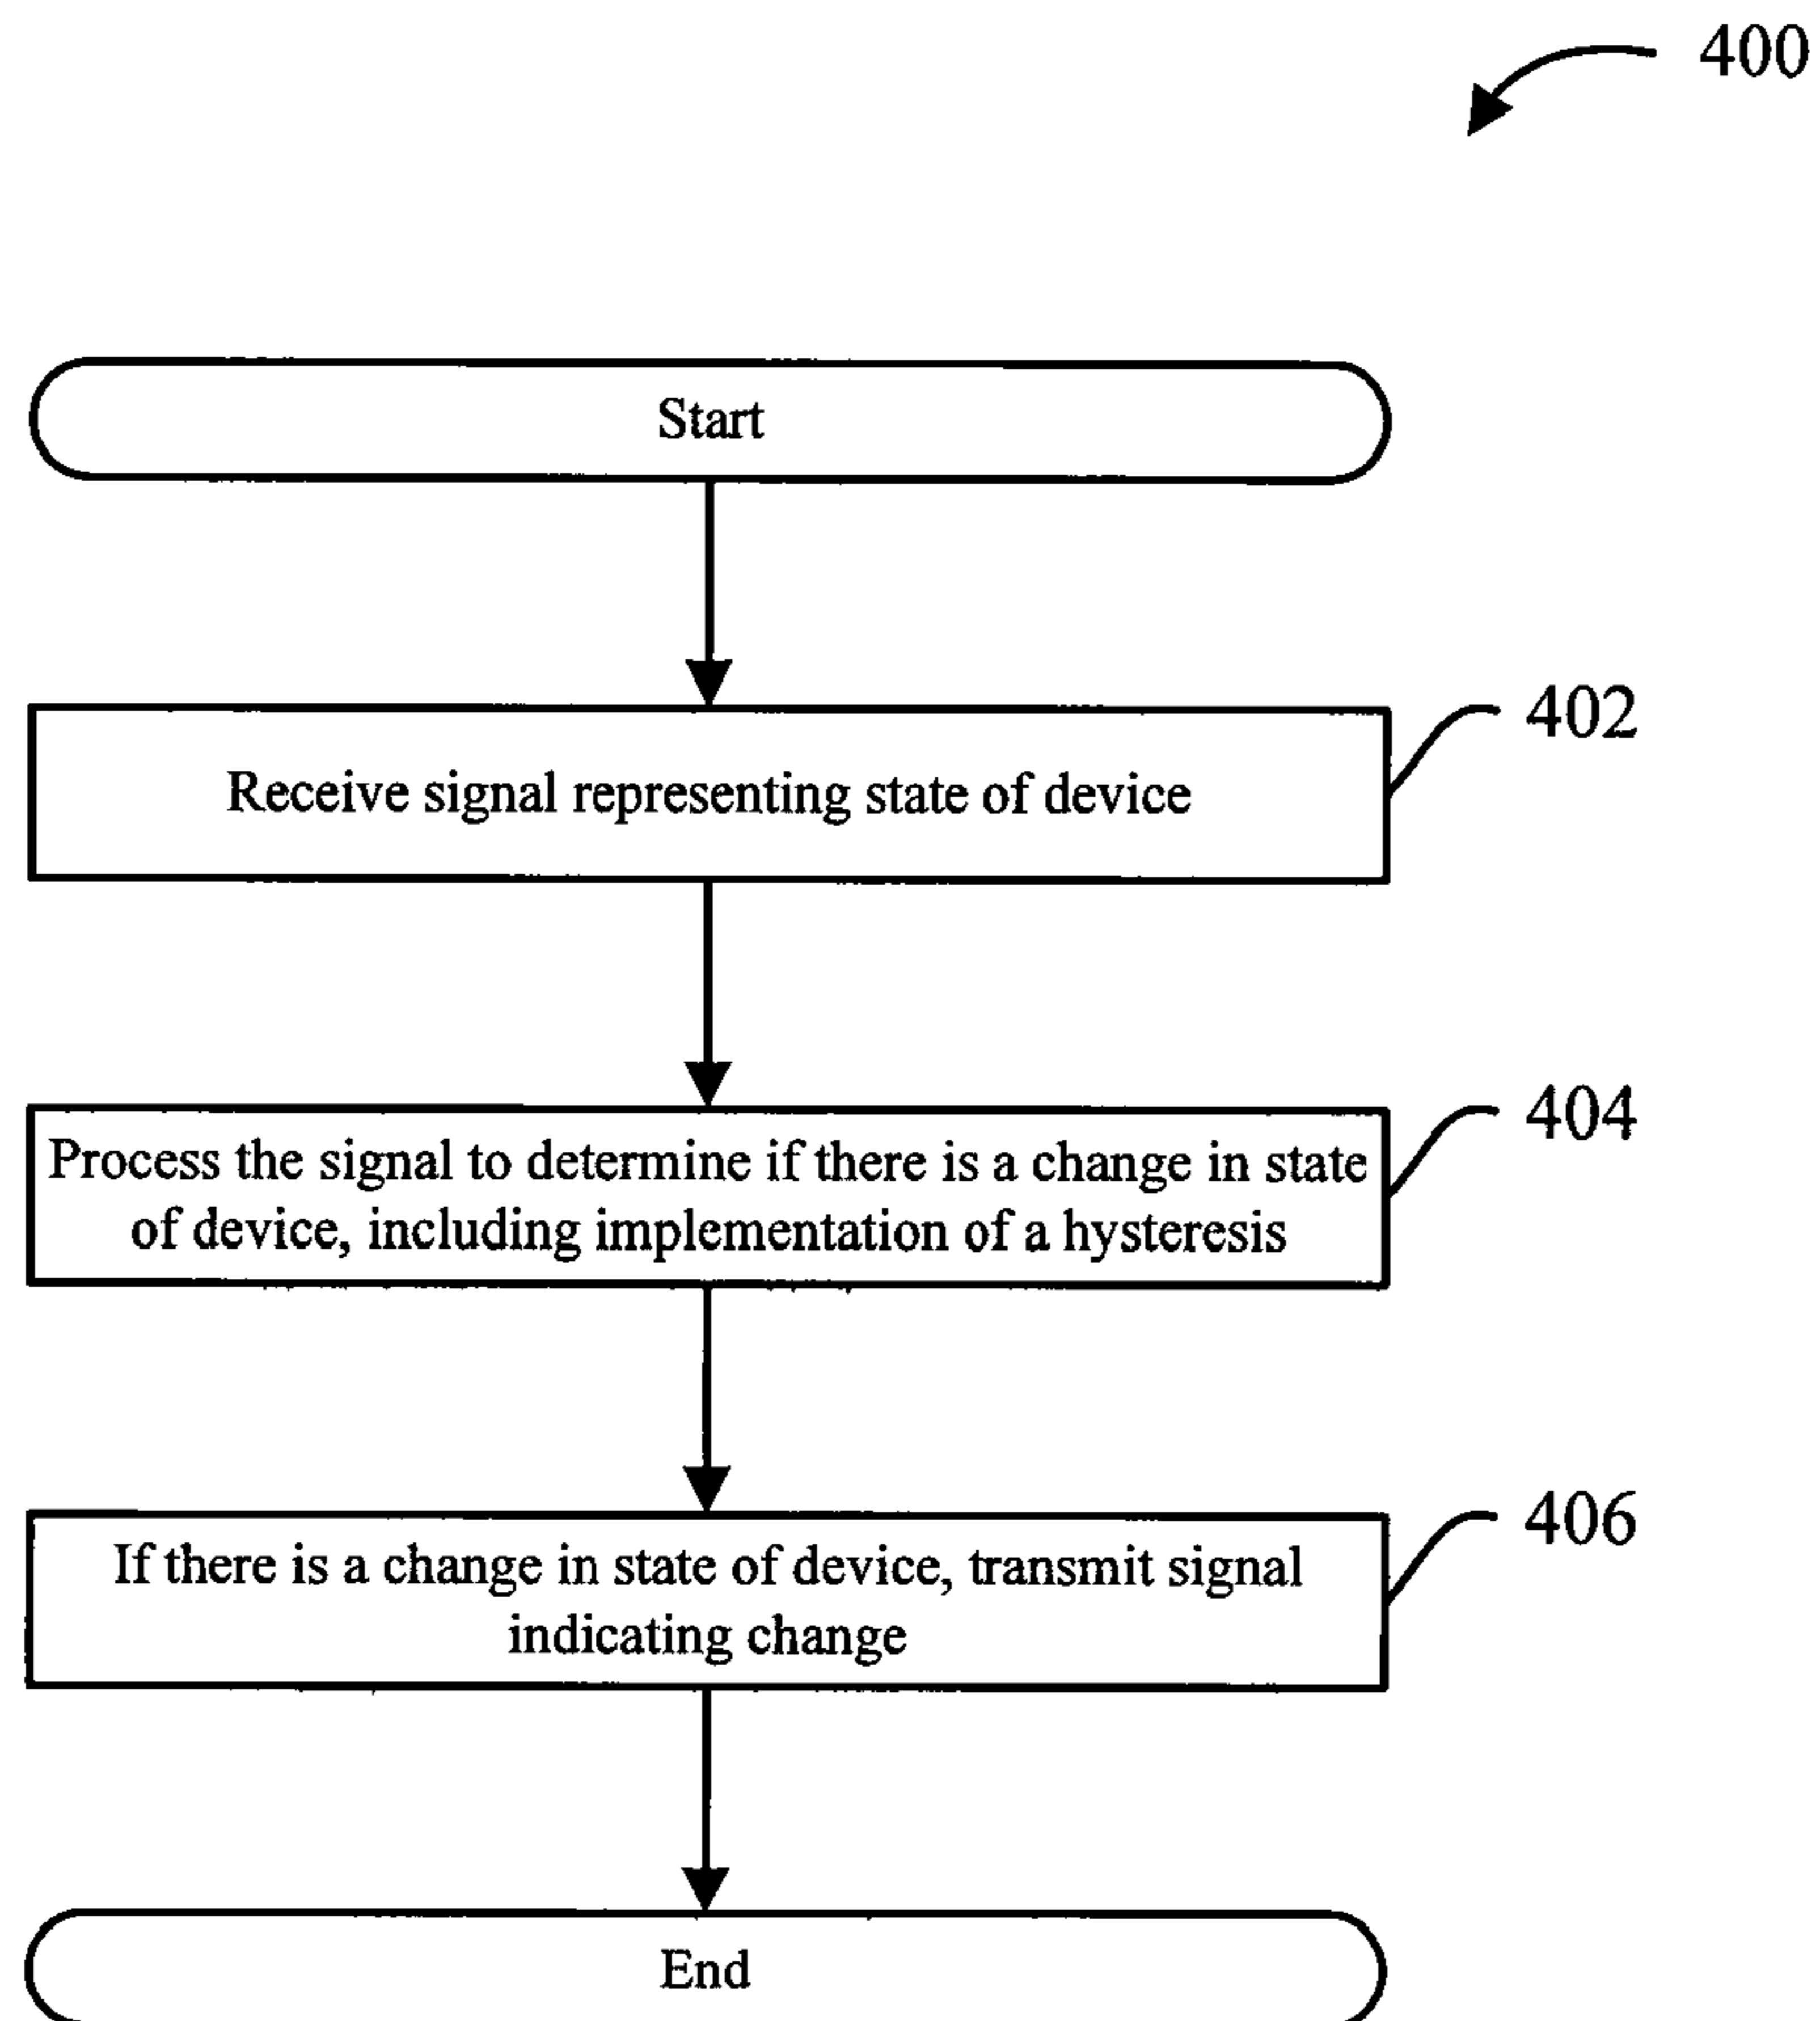 400
Start
402
Receive signal representing state of device
404
Process the signal to determine if there is a change in state
of device, including implementation of a hysteresis
406
If there is a change in state of device, transmit signal
indicating change
End